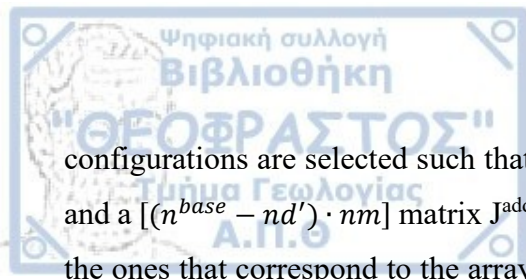 Ψηφιακή συλλογή
Βιβλιοθήκη
"ΘΕΟΦΡΑΣΤΟΣ"
configurations are selected such that
Τμήμα Γεωλογίας
and a [(n^{base} − nd′) · nm] matrix J^{add}
Α.Π.Θ
the ones that correspond to the array